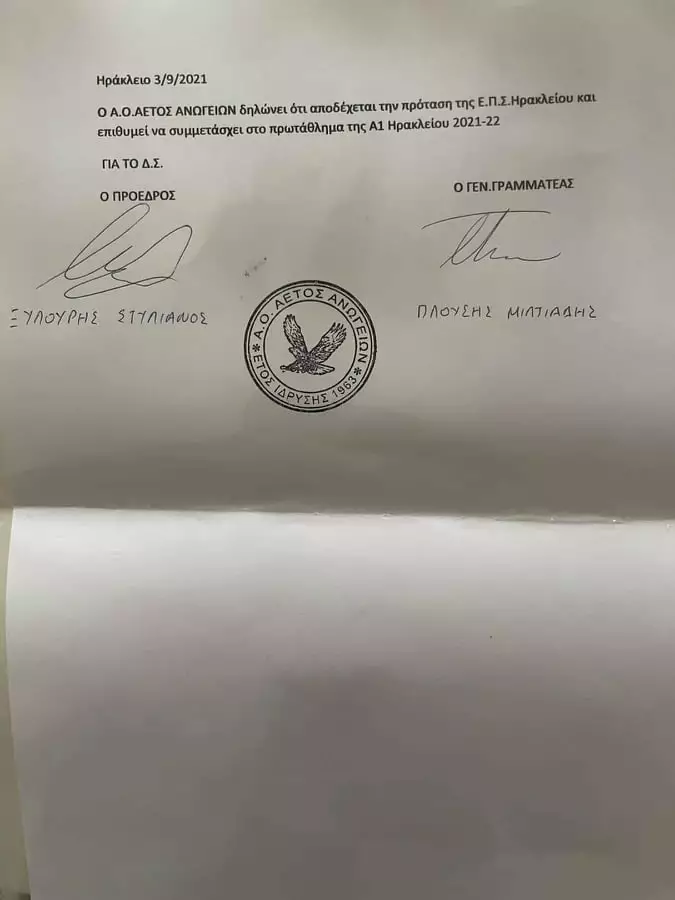 Ηράκλειο 3/9/2021
Ο Α.Ο.ΑΕΤΟΣ ΑΝΩΓΕΙΩΝ δηλώνει ότι αποδέχεται την πρόταση της Ε.Π.Σ.Ηρακλείου και
επιθυμεί να συμμετάσχει στο πρωτάθλημα της Α1 Ηρακλείου 2021-22
ΓΙΑ ΤΟ Δ.Σ.
Ο ΠΡΟΕΔΡΟΣ
Ο ΓΕΝ.ΓΡΑΜΜΑΤΕΑΣ
ΞΥΛΟΥΡΗΣ ΣΤΥΛΙΑΝΟΣ
ΠΛΟΥΣΗΣ ΜΙΛΤΙΑΔΗΣ
Α.Ο. ΑΕΤΟΣ ΑΝΩΓΕΙΩΝ
* ΕΤΟΣ ΙΔΡΥΣΗΣ 1963 *